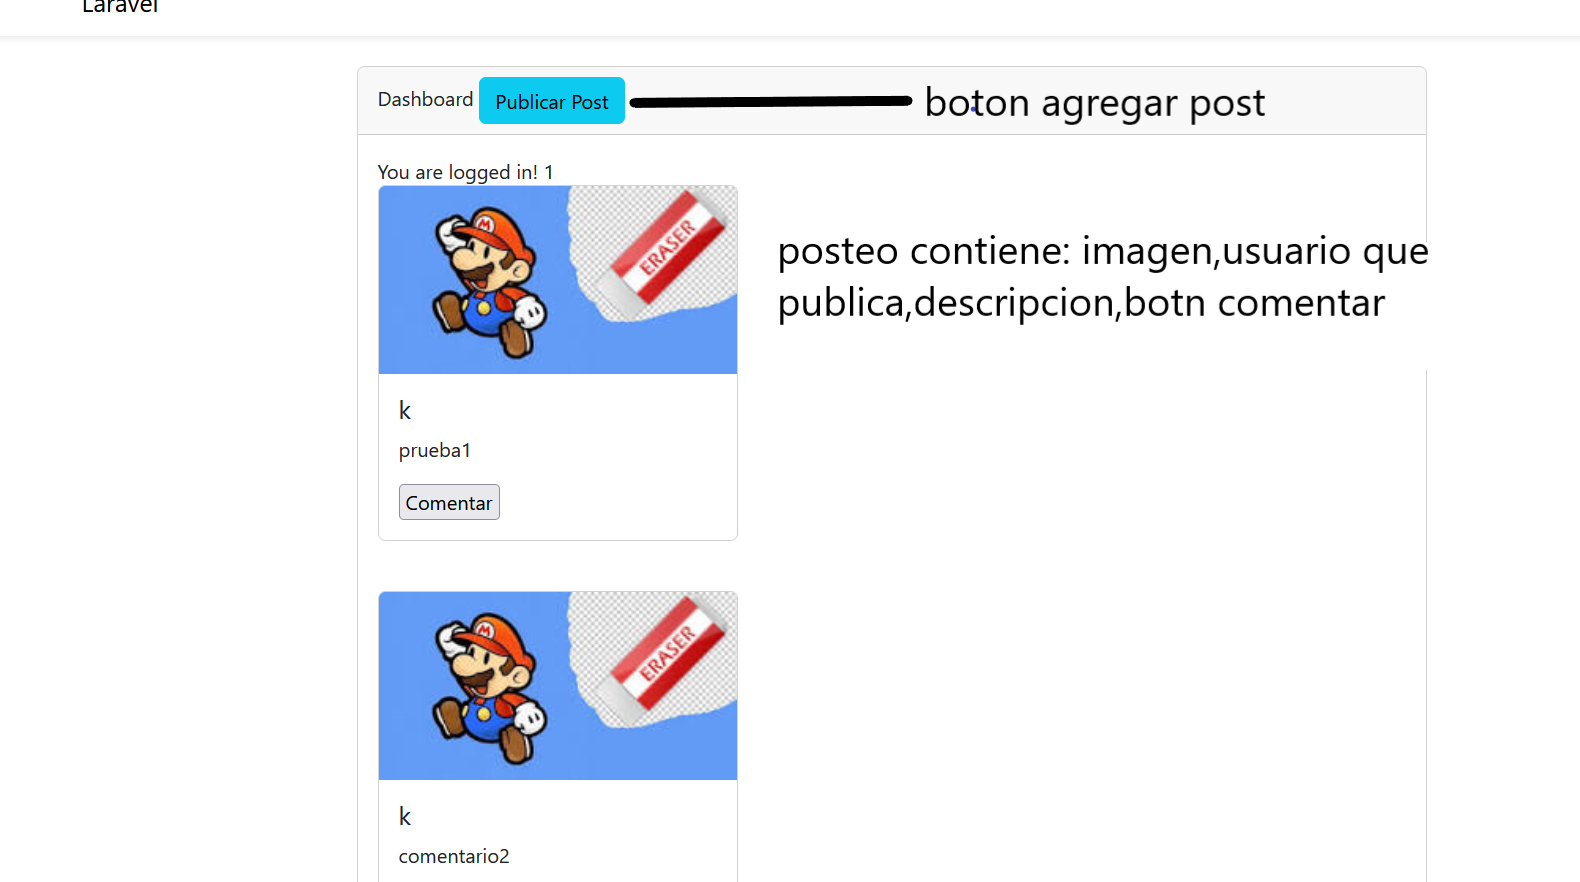 Laravel
Dashboard Publicar Post boton agregar post
You are logged in! 1
M
ERASER
posteo contiene: imagen,usuario que
publica,descripcion,botn comentar
k
prueba1
Comentar
M
ERASER
k
comentario2